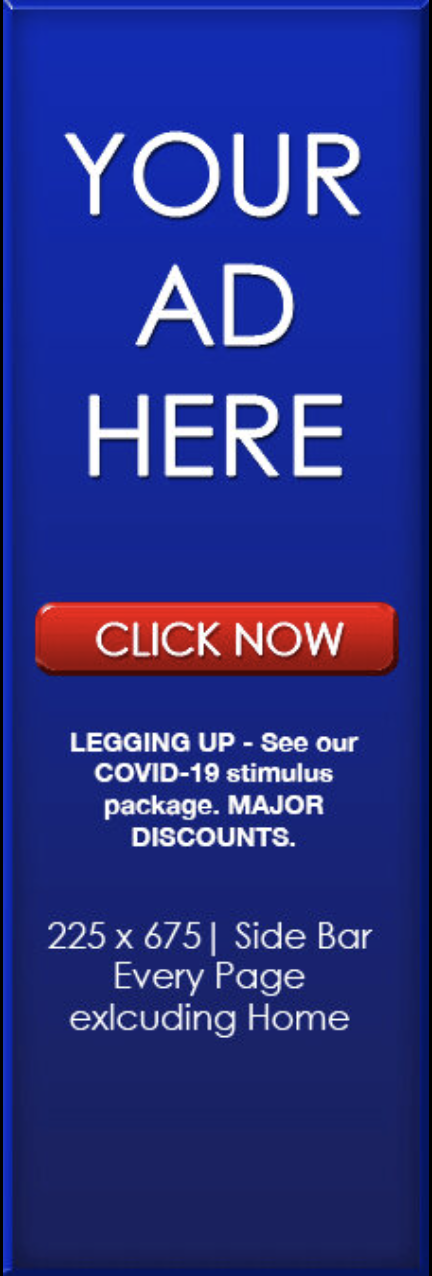 YOUR
AD
HERE
CLICK NOW
LEGGING UP - See our
COVID-19 stimulus
package. MAJOR
DISCOUNTS.
225 x 675| Side Bar
Every Page
exlcuding Home